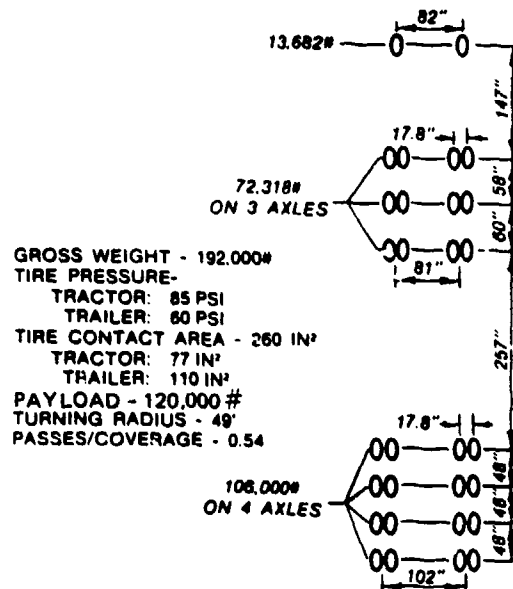 82"
13.682#
147"
17.8"
58"
72.318#
ON 3 AXLES
60"
81"
GROSS WEIGHT - 192.000#
TIRE PRESSURE-
TRACTOR: 85 PSI
TRAILER: 60 PSI
TIRE CONTACT AREA - 260 IN²
TRACTOR: 77 IN²
TRAILER: 110 IN²
PAYLOAD - 120,000 #
TURNING RADIUS - 49'
PASSES/COVERAGE - 0.54
257"
17.8"
48"
106.000#
ON 4 AXLES
48"
48"
102"